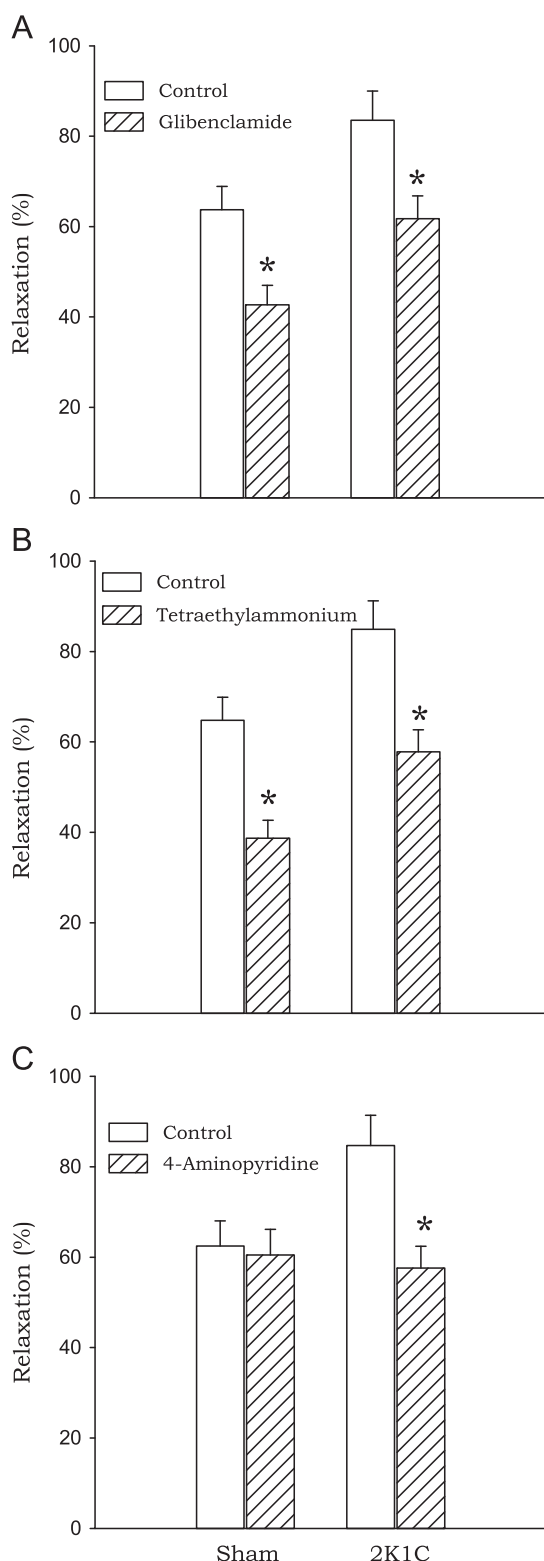 A
100
Control
Glibenclamide
80
*
60
*
40
20
0
Relaxation (%)
B
100
Control
Tetraethylammonium
80
*
60
*
40
20
0
Relaxation (%)
C
100
Control
4-Aminopyridine
80
*
60
40
20
0
Relaxation (%)
Sham 2K1C